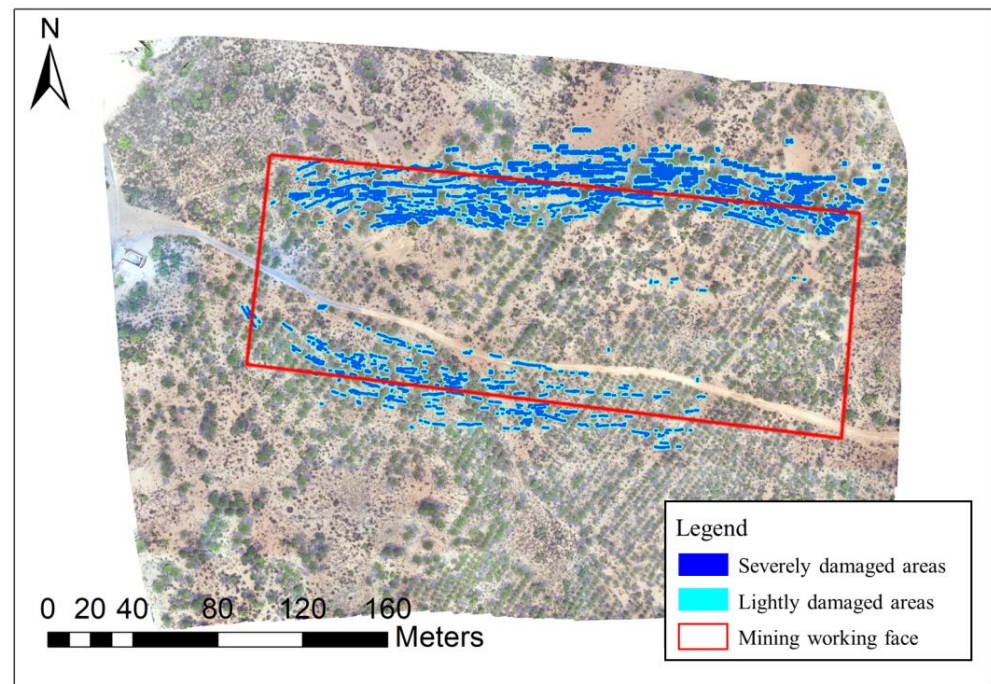 N
Legend
Severely damaged areas
Lightly damaged areas
Mining working face
0 20 40 80 120 160
Meters